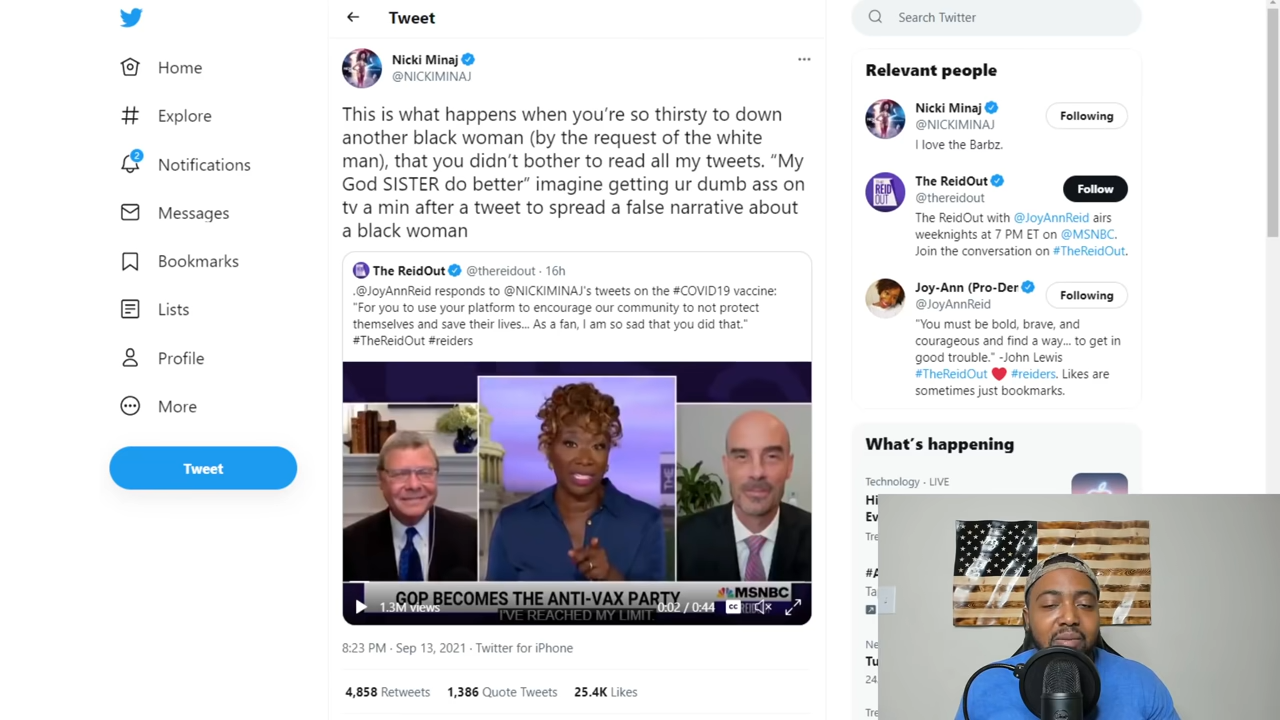 Tweet
Search Twitter
Home
Explore
2
Notifications
Messages
Bookmarks
Lists
Profile
More
Tweet
Nicki Minaj
@NICKIMINAJ
This is what happens when you’re so thirsty to down
another black woman (by the request of the white
man), that you didn’t bother to read all my tweets. “My
God SISTER do better” imagine getting ur dumb ass on
tv a min after a tweet to spread a false narrative about
a black woman
The ReidOut @thereidout · 16h
.@JoyAnnReid responds to @NICKIMINAJ's tweets on the #COVID19 vaccine:
"For you to use your platform to encourage our community to not protect
themselves and save their lives... As a fan, I am so sad that you did that."
#TheReidOut #reiders
THE
GOP BECOMES THE ANTI-VAX PARTY
MSNBC
1.3M views
0:02 / 0:44
CC
I'VE REACHED MY LIMIT.
8:23 PM · Sep 13, 2021 · Twitter for iPhone
4,858 Retweets 1,386 Quote Tweets 25.4K Likes
Relevant people
Nicki Minaj
@NICKIMINAJ
Following
I love the Barbz.
THE
REID
OUT
The ReidOut
@thereidout
Follow
The ReidOut with @JoyAnnReid airs
weeknights at 7 PM ET on @MSNBC.
Join the conversation on #TheReidOut.
Joy-Ann (Pro-Der
@JoyAnnReid
Following
"You must be bold, brave, and
courageous and find a way... to get in
good trouble." -John Lewis
#TheReidOut ❤️ #reiders. Likes are
sometimes just bookmarks.
What’s happening
Technology · LIVE